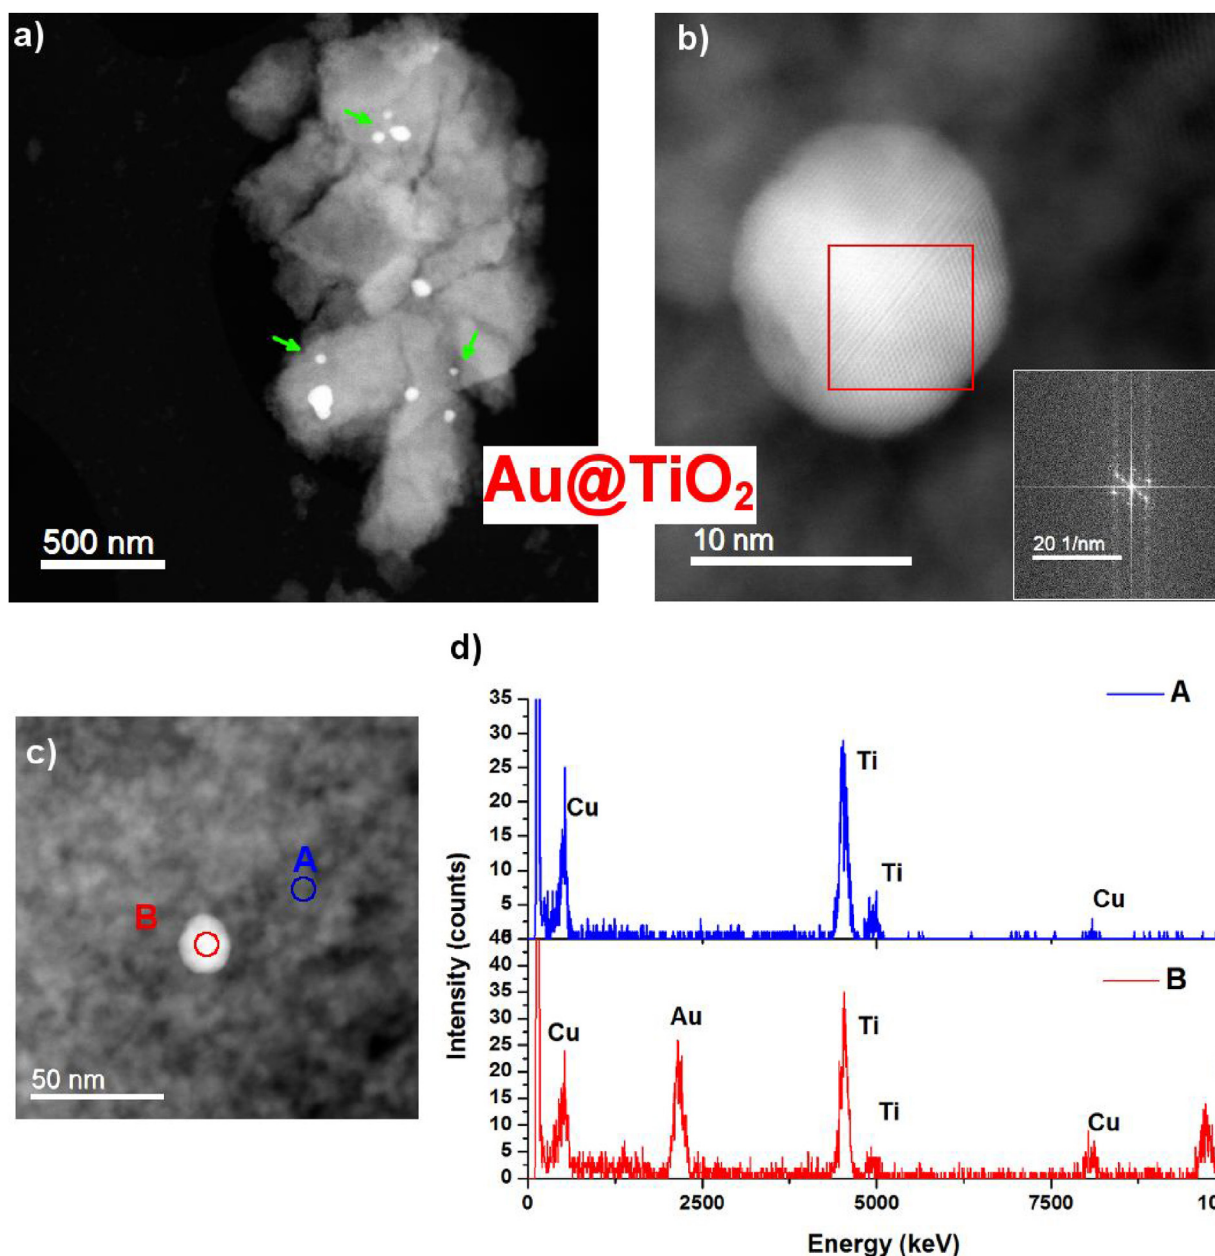 a)
500 nm
b)
10 nm
20 1/nm
Au@TiO₂
c)
A
B
50 nm
d)
Intensity (counts)
35
30
25
20
15
10
5
A
Cu
Ti
Ti
Cu
40
35
30
25
20
15
10
5
0
B
Cu
Au
Ti
Ti
Cu
0
2500
5000
7500
Energy (keV)